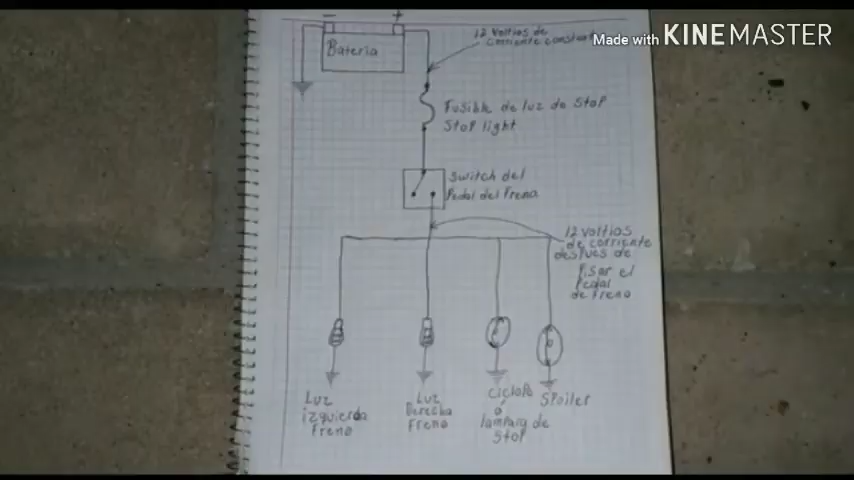 Made with KINEMASTER
- +
Bateria
12 Voltios de
corriente constante
Fusible de luz de Stop
Stop light
Switch del
Pedal del Freno
12 Voltios
de corriente
despues de
Pisar el
Pedal
de Freno
Luz
izquierda
Freno
Luz
Derecha
Freno
Ciclope
ó
lampara de
Stop
Spoiler